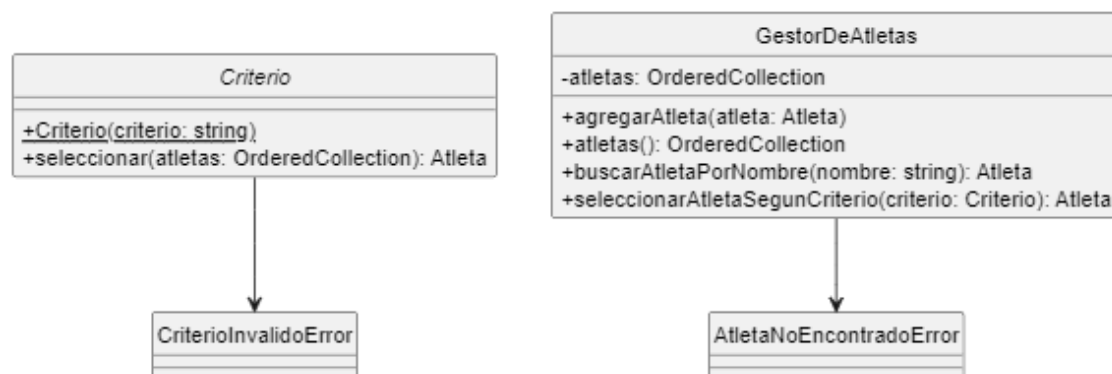 Criterio
+Criterio(criterio: string)
+seleccionar(atletas: OrderedCollection): Atleta
CriterioInvalidoError
GestorDeAtletas
-atletas: OrderedCollection
+agregarAtleta(atleta: Atleta)
+atletas(): OrderedCollection
+buscarAtletaPorNombre(nombre: string): Atleta
+seleccionarAtletaSegunCriterio(criterio: Criterio): Atleta
AtletaNoEncontradoError